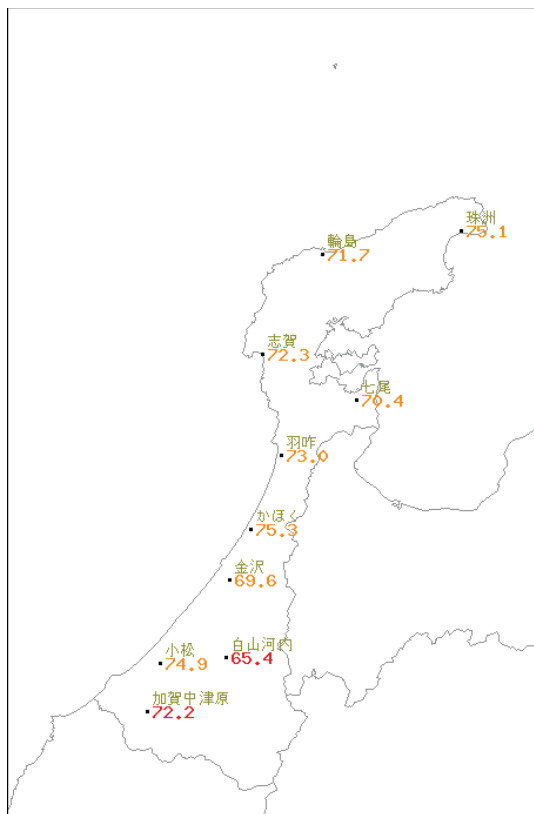 珠洲
75.1
輪島
71.7
志賀
72.3
七尾
70.4
羽咋
73.0
かほく
75.3
金沢
69.6
白山河内
65.4
小松
74.9
加賀中津原
72.2